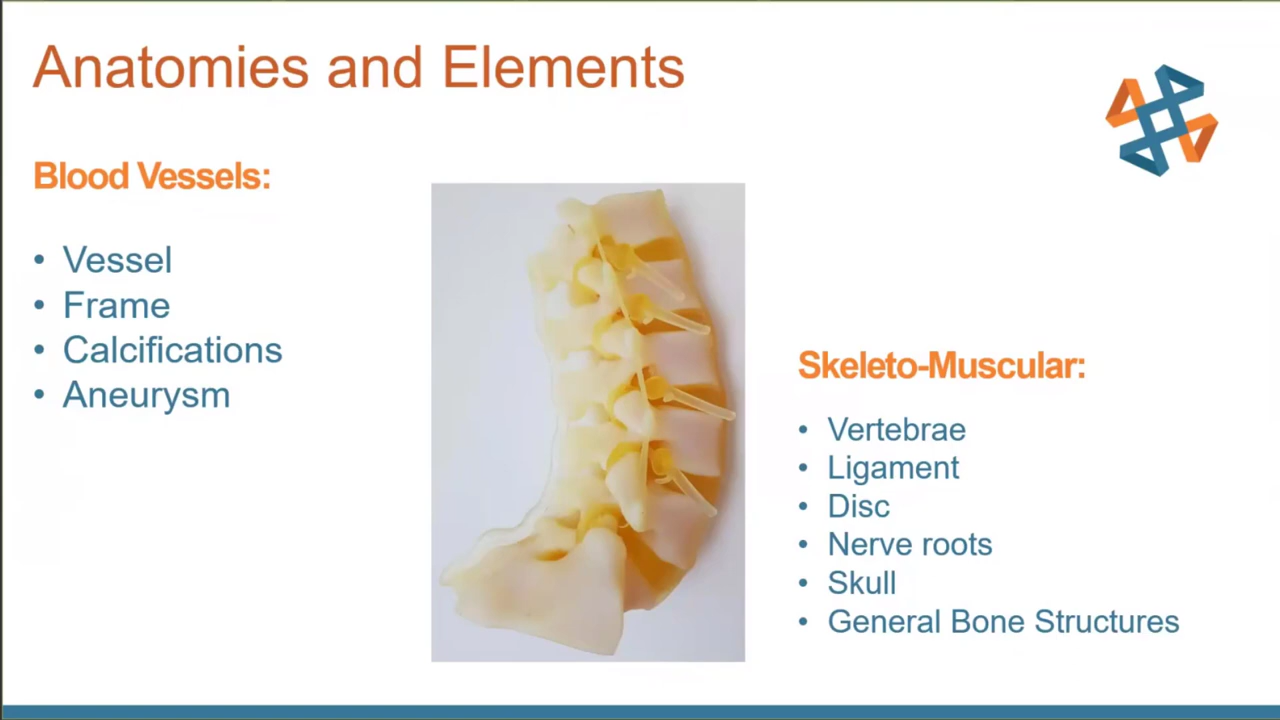 Anatomies and Elements
Blood Vessels:
• Vessel
• Frame
• Calcifications
• Aneurysm
Skeleto-Muscular:
• Vertebrae
• Ligament
• Disc
• Nerve roots
• Skull
• General Bone Structures